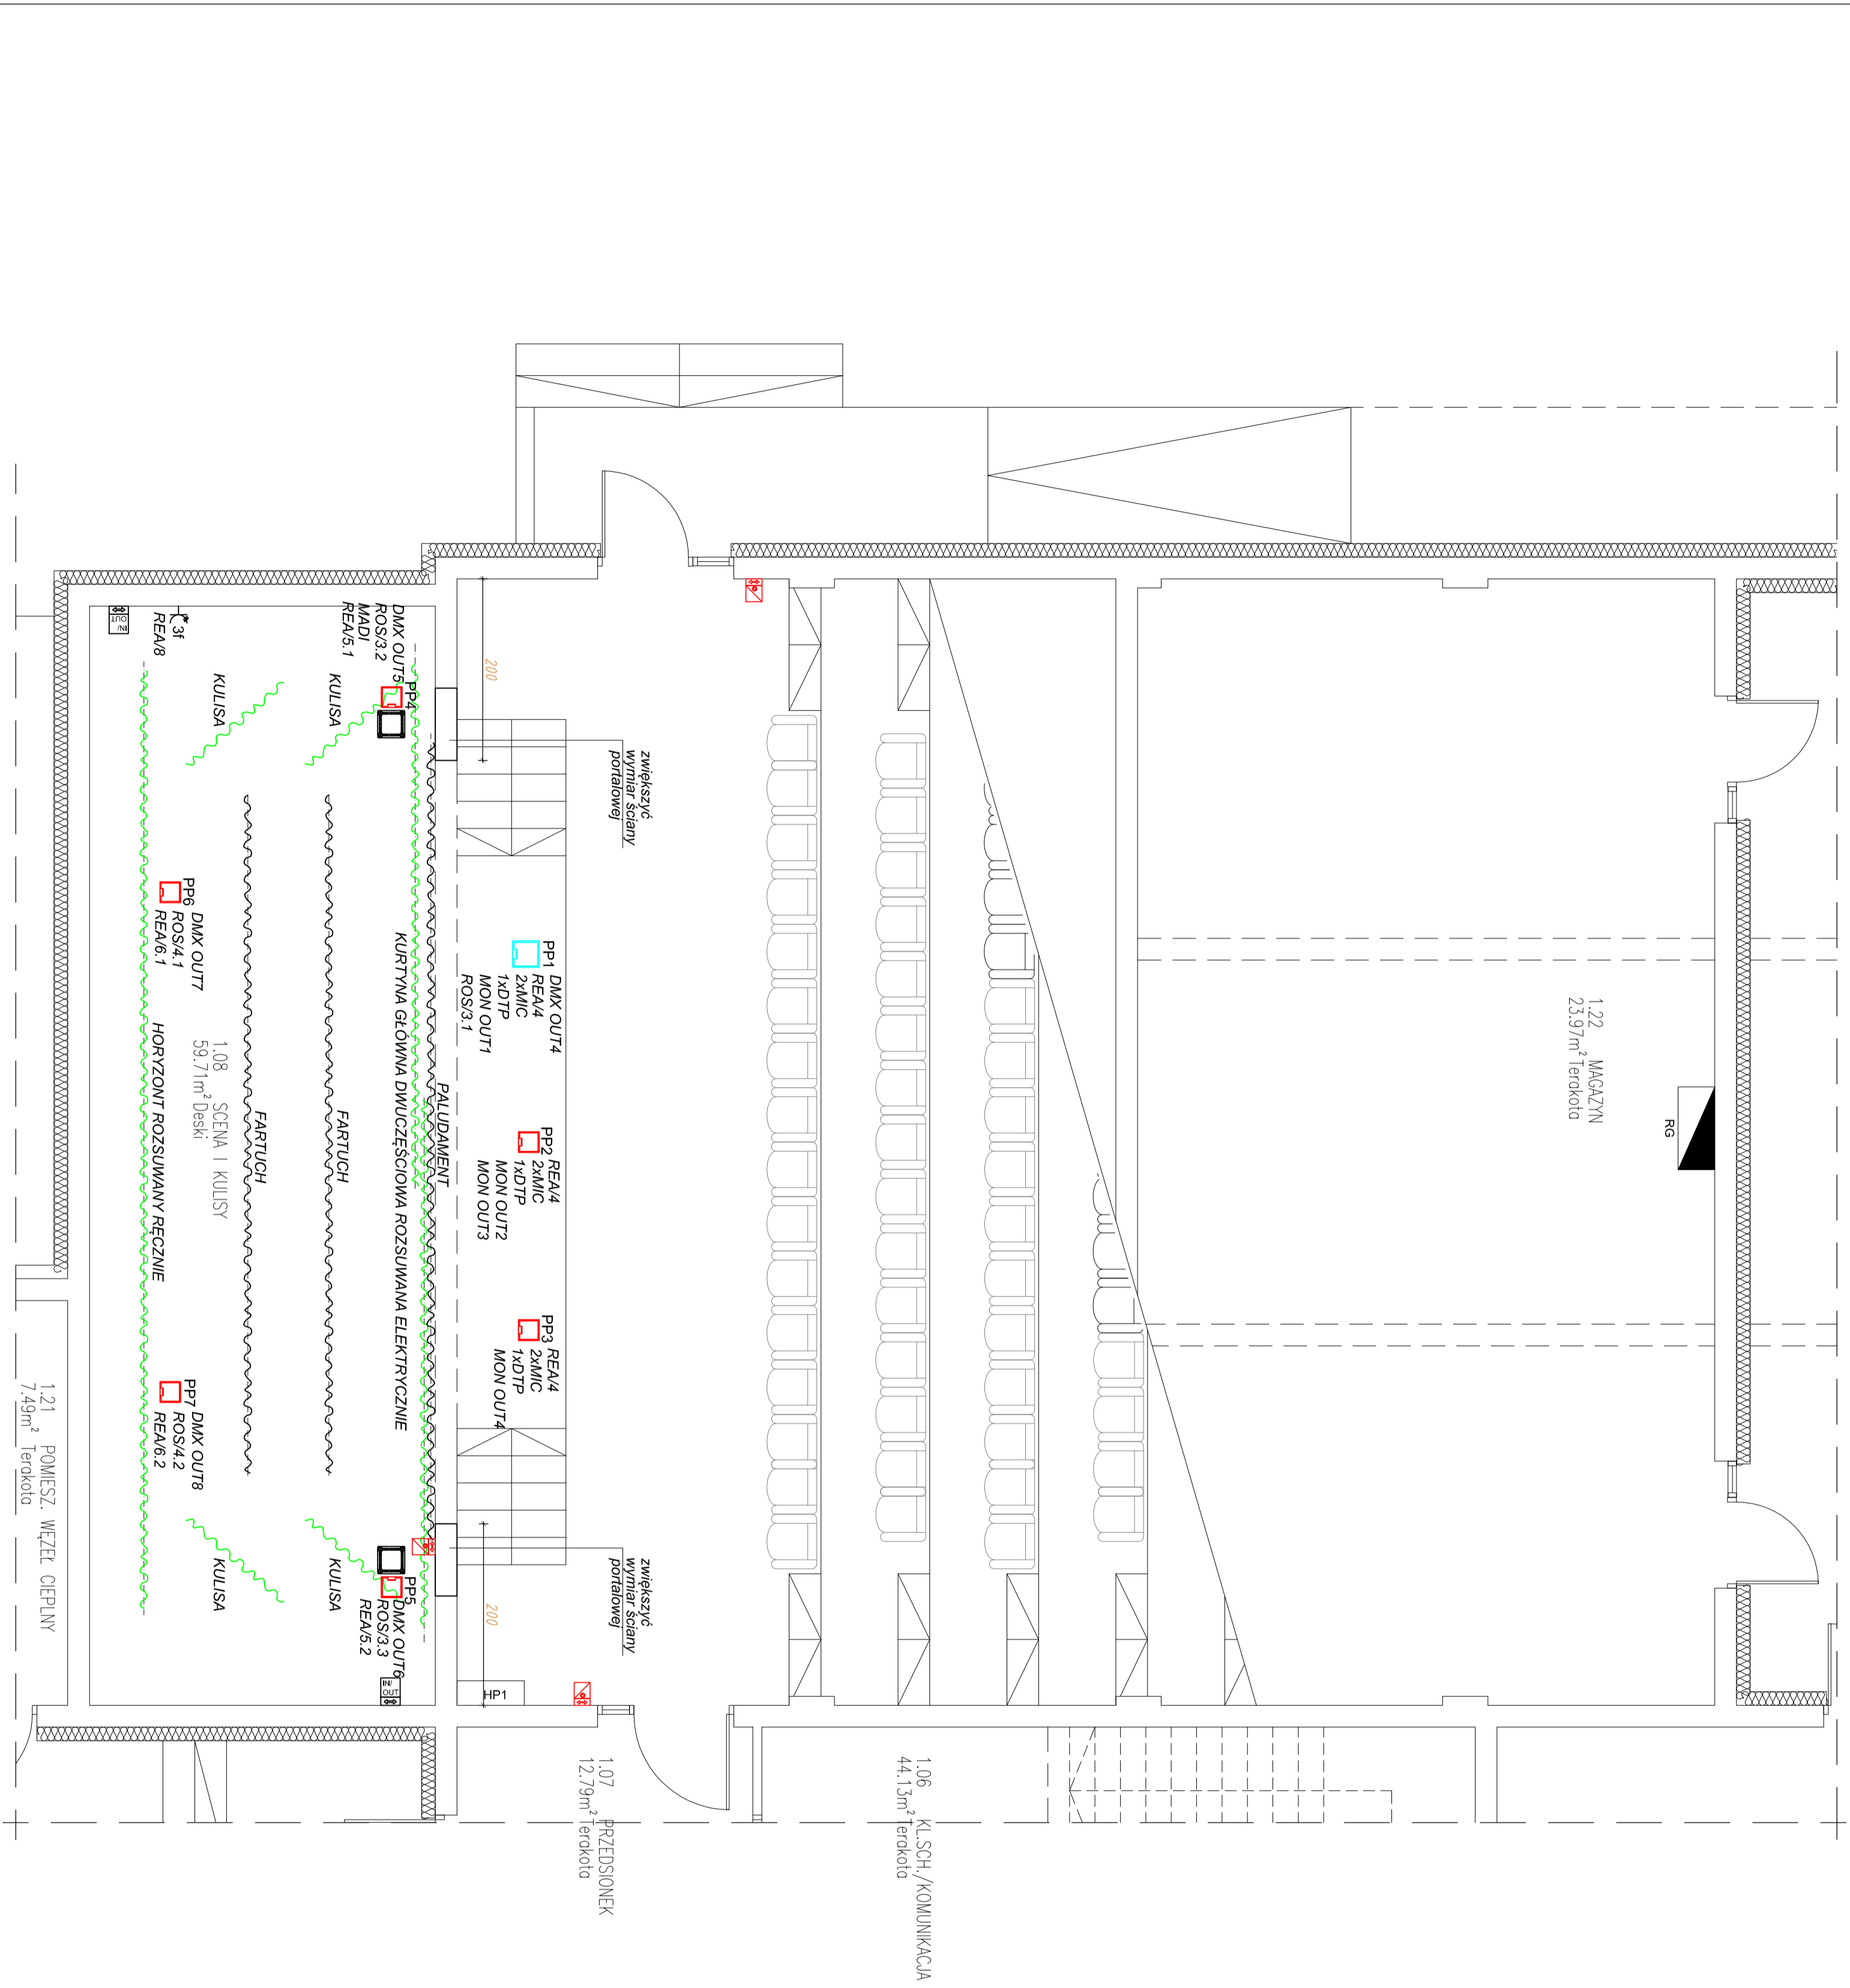 1.22 MAGAZYN
23.97m² Terakota
RG
1.06 KL.SCH./KOMUNIKACJA
44.13m² Terakota
1.07 PRZEDSIONEK
12.79m² Terakota
zwiększyć
wymiar ściany
portalowej
zwiększyć
wymiar ściany
portalowej
200
200
HP1
PP1
DMX OUT4
REA/4
2xMIC
1xDTP
MON OUT1
ROS/3.1
PP2
REA/4
2xMIC
1xDTP
MON OUT2
MON OUT3
PP3
REA/4
2xMIC
1xDTP
MON OUT4
PALUDAMENT
KURTYNA GŁÓWNA DWUCZĘŚCIOWA ROZSUWANA ELEKTRYCZNIE
PP4
DMX OUT5
ROS/3.2
MADI
REA/5.1
PP5
DMX OUT6
ROS/3.3
REA/5.2
IN/
OUT
KULISA
FARTUCH
KULISA
KULISA
FARTUCH
KULISA
1.08 SCENA I KULISY
59.71m² Deski
PP6
DMX OUT7
ROS/4.1
REA/6.1
PP7
DMX OUT8
ROS/4.2
REA/6.2
HORYZONT ROZSUWANY RĘCZNIE
3f
REA/8
IN/
OUT
1.21 POMIESZ. WĘZEŁ CIEPLNY
7.49m² Terakota